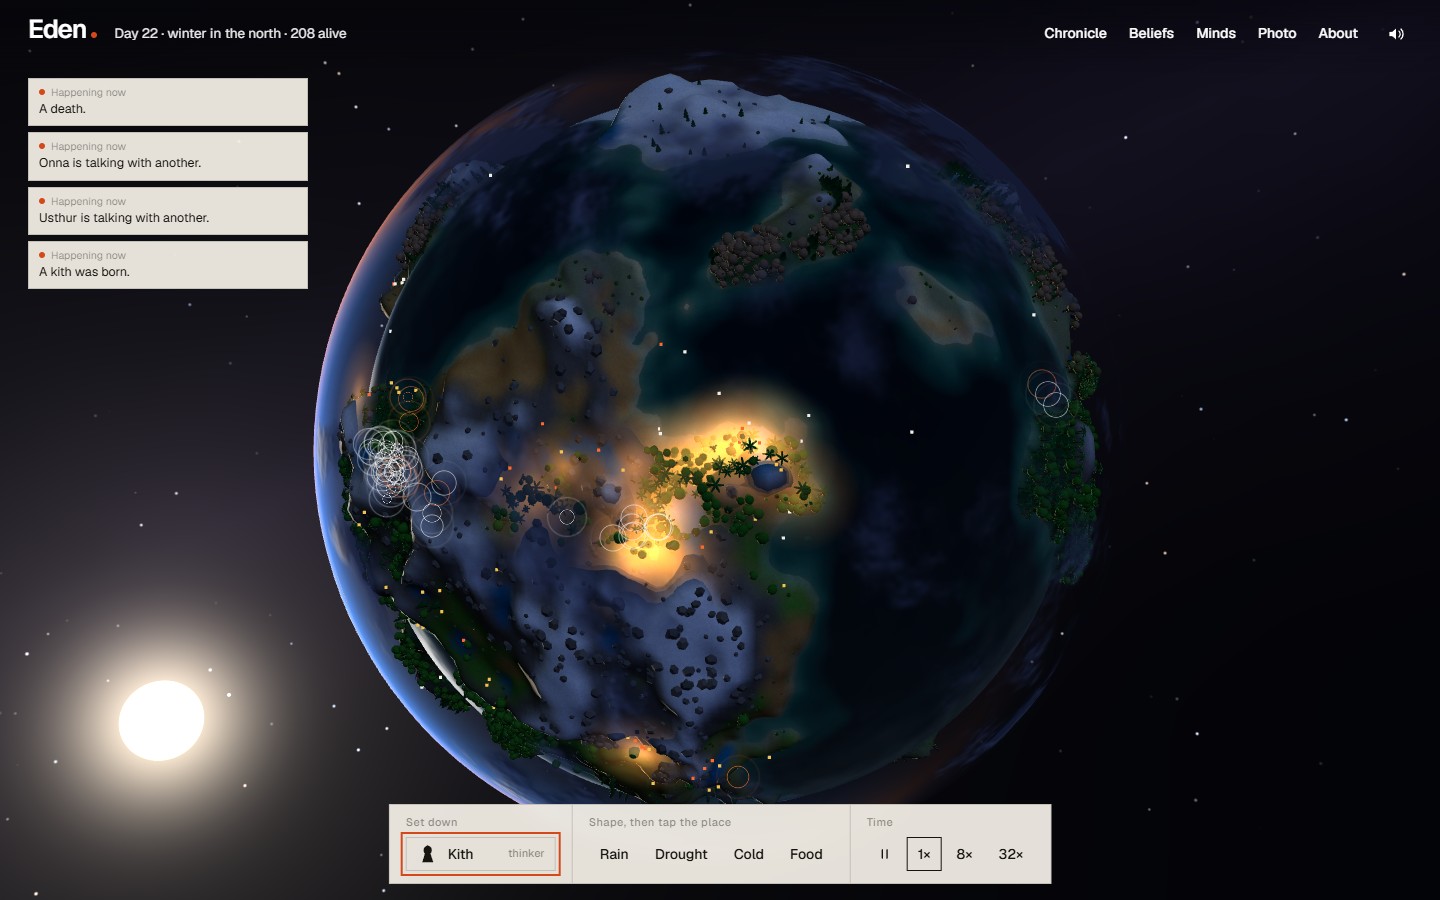 Eden.
Day 22 · winter in the north · 208 alive
Chronicle Beliefs Minds Photo About
Happening now
A death.
Happening now
Onna is talking with another.
Happening now
Usthur is talking with another.
Happening now
A kith was born.
Set down
Kith thinker
Shape, then tap the place
Rain Drought Cold Food
Time
1× 8× 32×